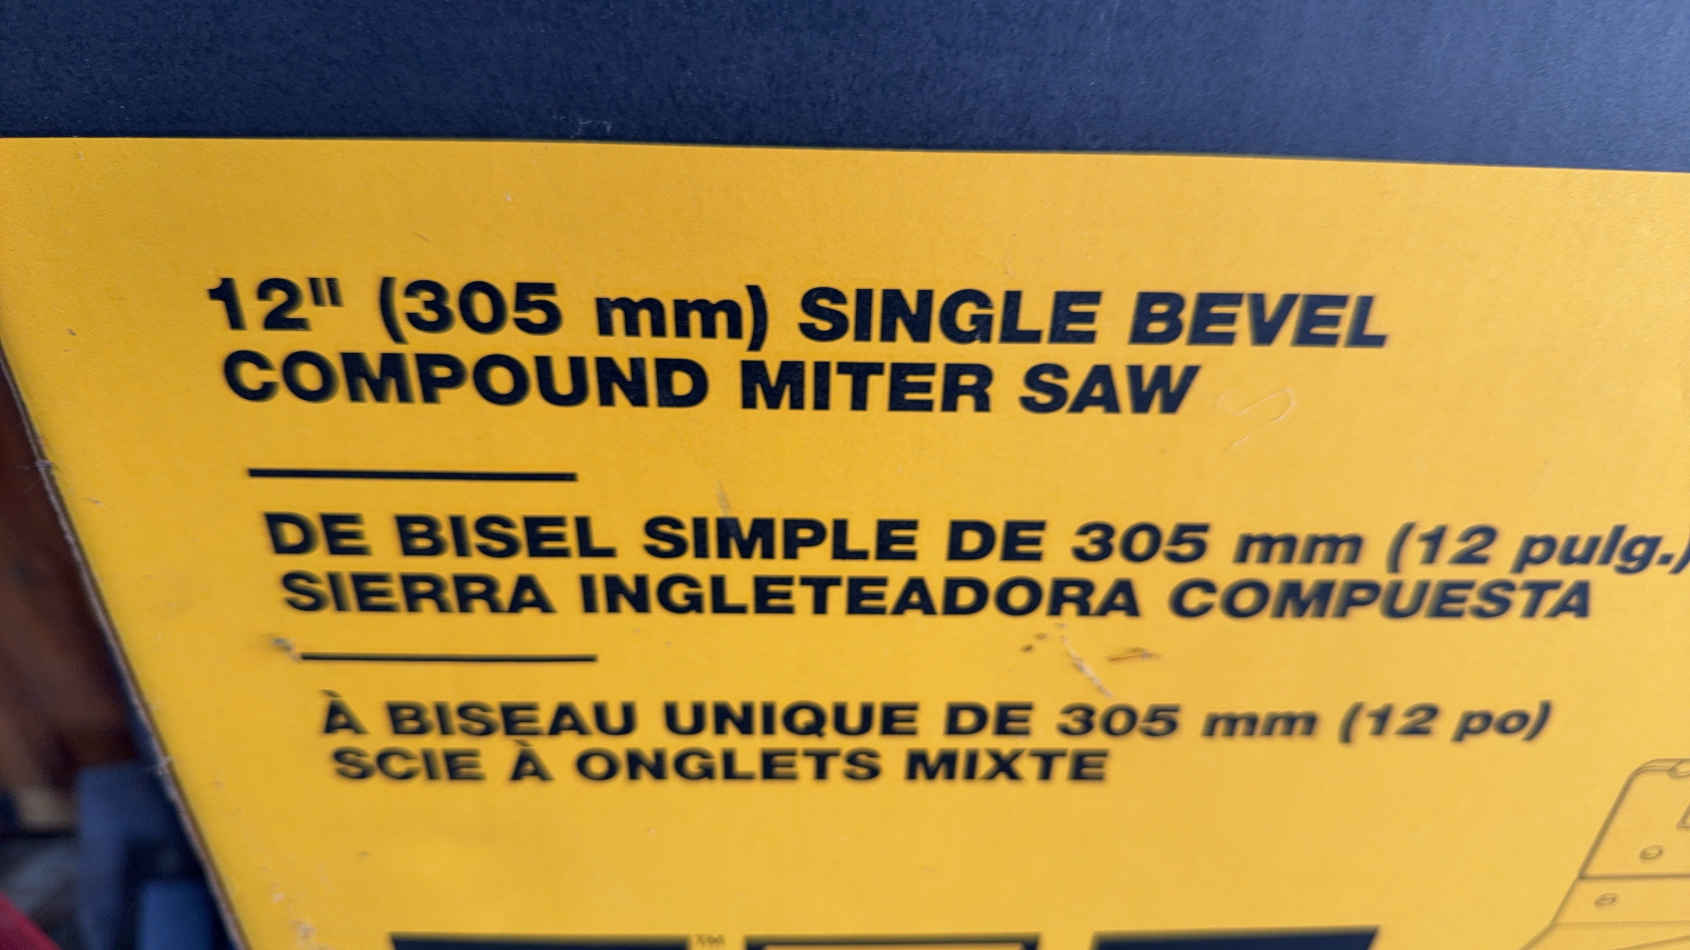 12" (305 mm) SINGLE BEVEL
COMPOUND MITER SAW
DE BISEL SIMPLE DE 305 mm (12 pulg.)
SIERRA INGLETEADORA COMPUESTA
À BISEAU UNIQUE DE 305 mm (12 po)
SCIE À ONGLETS MIXTE
TM